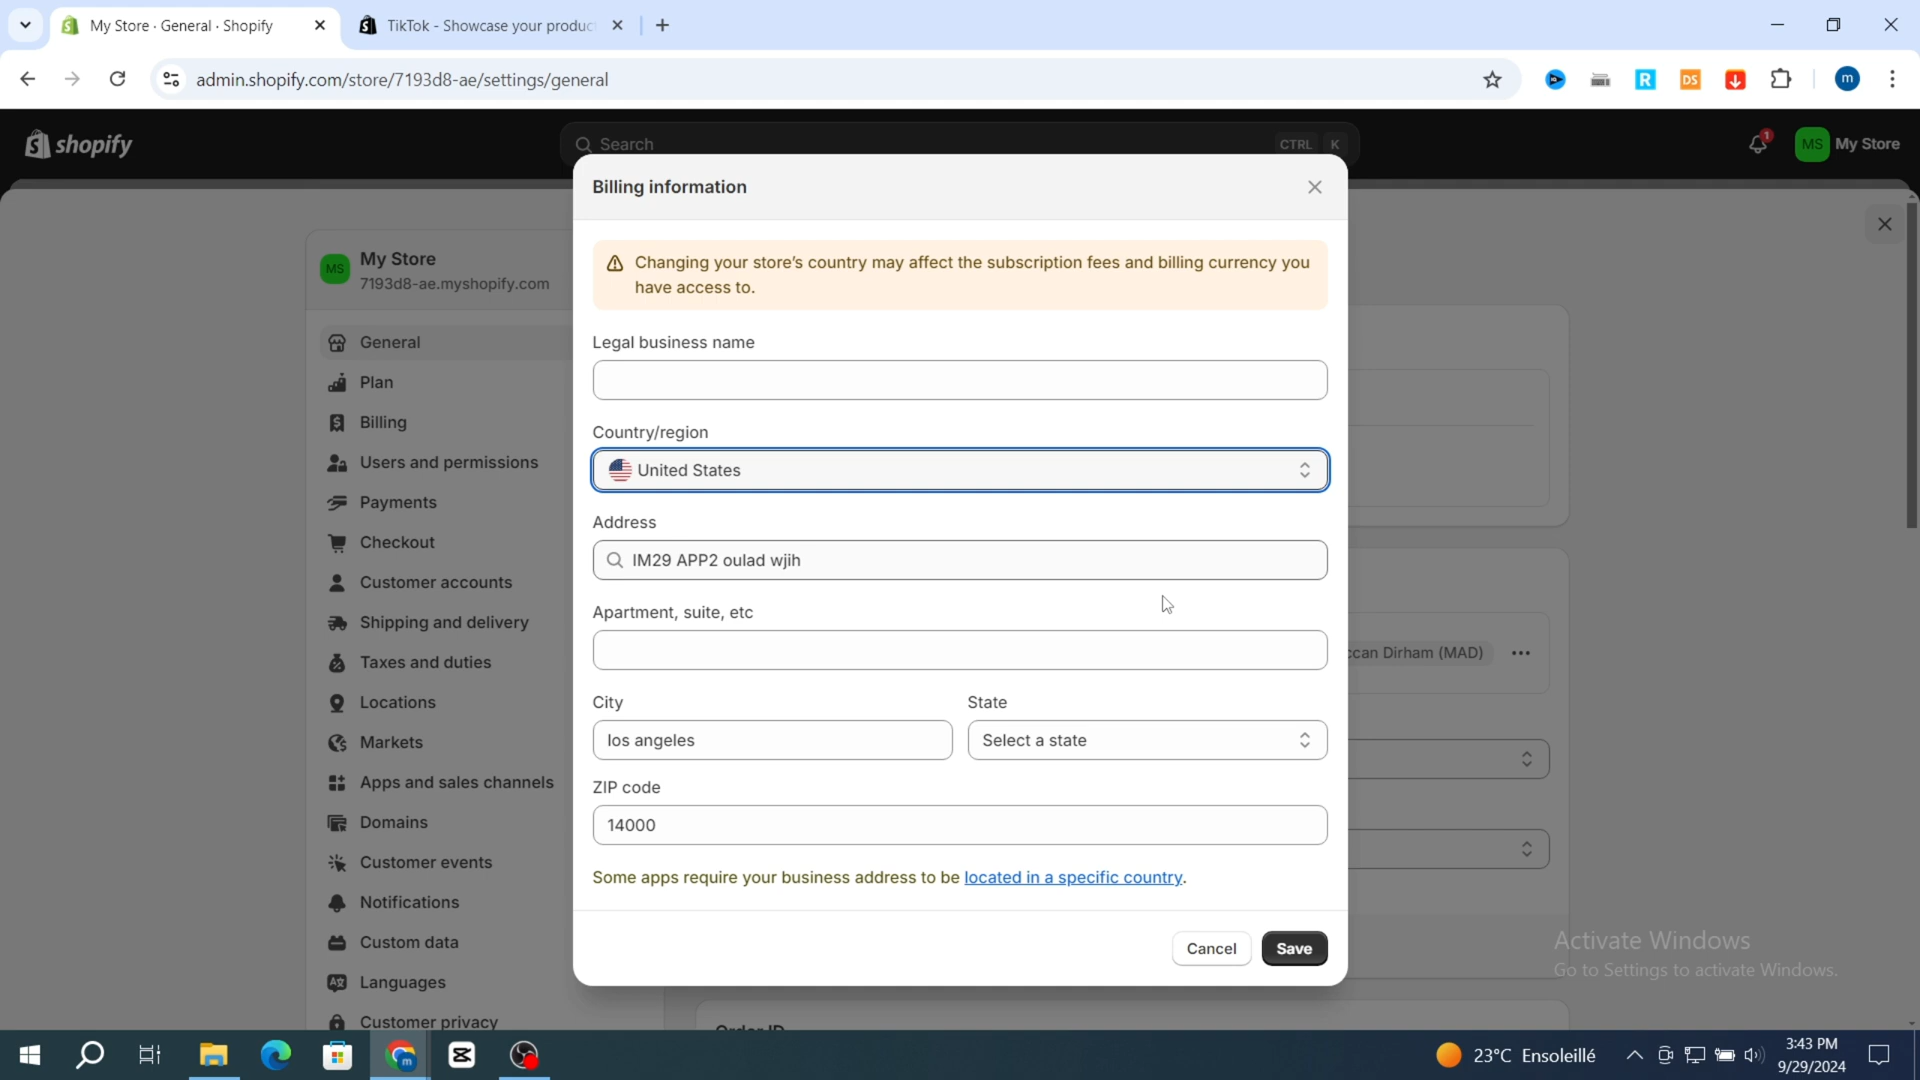 My Store · General · Shopify
TikTok - Showcase your produc
admin.shopify.com/store/7193d8-ae/settings/general
R
DS
m
shopify
Search
CTRL K
1
MS My Store
Billing information
MS
My Store
7193d8-ae.myshopify.com
Changing your store's country may affect the subscription fees and billing currency you
have access to.
General
Plan
Billing
Users and permissions
Payments
Checkout
Customer accounts
Shipping and delivery
Taxes and duties
Locations
Markets
Apps and sales channels
Domains
Customer events
Notifications
Custom data
Languages
Customer privacy
Legal business name
Country/region
United States
Address
IM29 APP2 oulad wjih
Apartment, suite, etc
City
los angeles
State
Select a state
ZIP code
14000
Some apps require your business address to be located in a specific country.
Cancel
Save
ccan Dirham (MAD)
Order ID
Activate Windows
Go to Settings to activate Windows.
23°C Ensoleillé
3:43 PM
9/29/2024